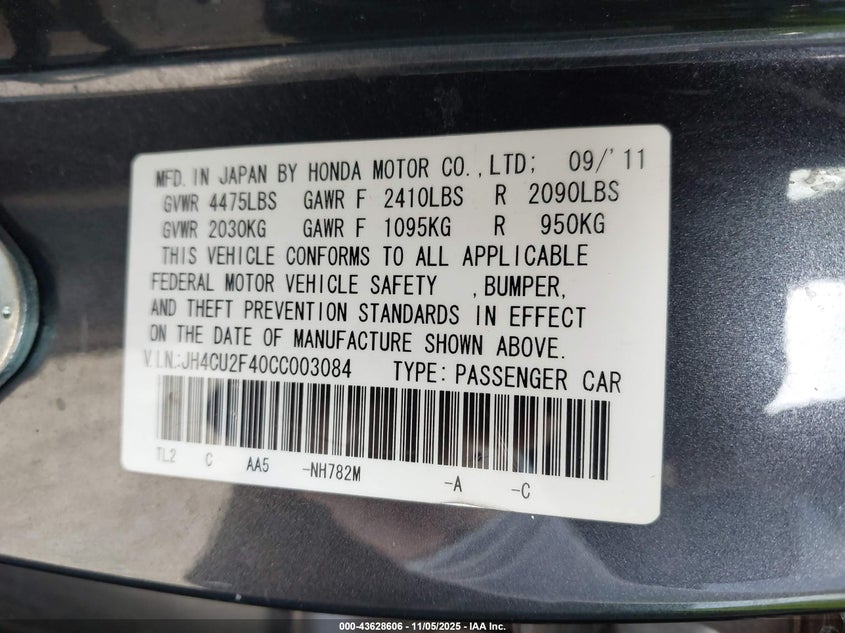 MFD. IN JAPAN BY HONDA MOTOR CO.,LTD; 09/'11
GVWR 4475LBS GAWR F 2410LBS R 2090LBS
GVWR 2030KG GAWR F 1095KG R 950KG
THIS VEHICLE CONFORMS TO ALL APPLICABLE
FEDERAL MOTOR VEHICLE SAFETY ,BUMPER,
AND THEFT PREVENTION STANDARDS IN EFFECT
ON THE DATE OF MANUFACTURE SHOWN ABOVE.
V.I.N.:JH4CU2F40CC003084 TYPE:PASSENGER CAR
TL2 C AA5 -NH782M -A -C
000-43628606 - 11/05/2025 - IAA Inc.